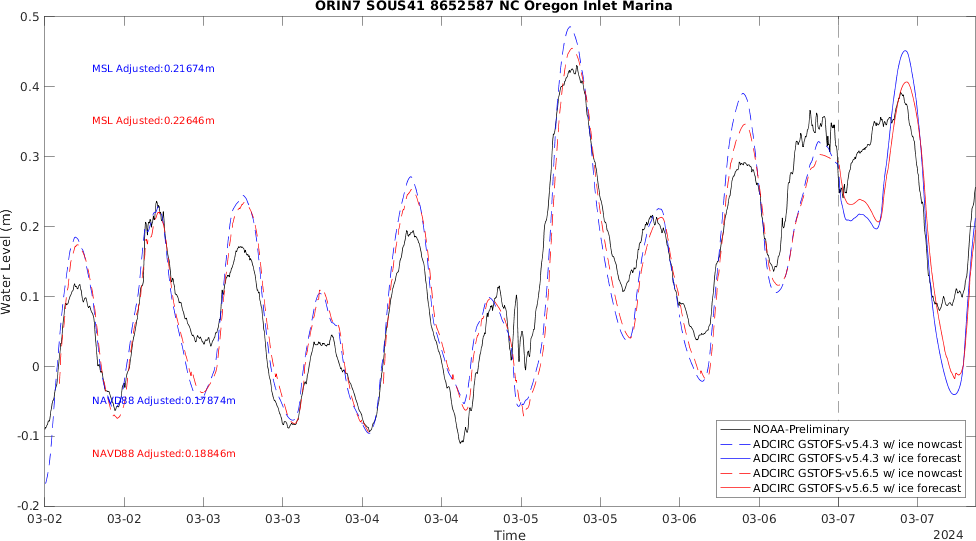 ORIN7 SOUS41 8652587 NC Oregon Inlet Marina
0.5
0.4
0.3
0.2
0.1
0
-0.1
-0.2
Water Level (m)
MSL Adjusted:0.21674m
MSL Adjusted:0.22646m
NAVD88 Adjusted:0.17874m
NAVD88 Adjusted:0.18846m
NOAA-Preliminary
ADCIRC GSTOFS-v5.4.3 w/ ice nowcast
ADCIRC GSTOFS-v5.4.3 w/ ice forecast
ADCIRC GSTOFS-v5.6.5 w/ ice nowcast
ADCIRC GSTOFS-v5.6.5 w/ ice forecast
03-02 03-02 03-03 03-03 03-04 03-04 03-05 03-05 03-06 03-06 03-07 03-07
Time
2024